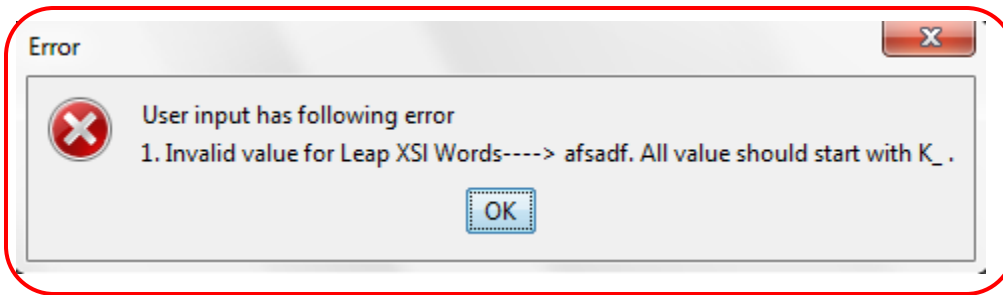 Error
User input has following error
1. Invalid value for Leap XSI Words----> afsadf. All value should start with K_ .
OK